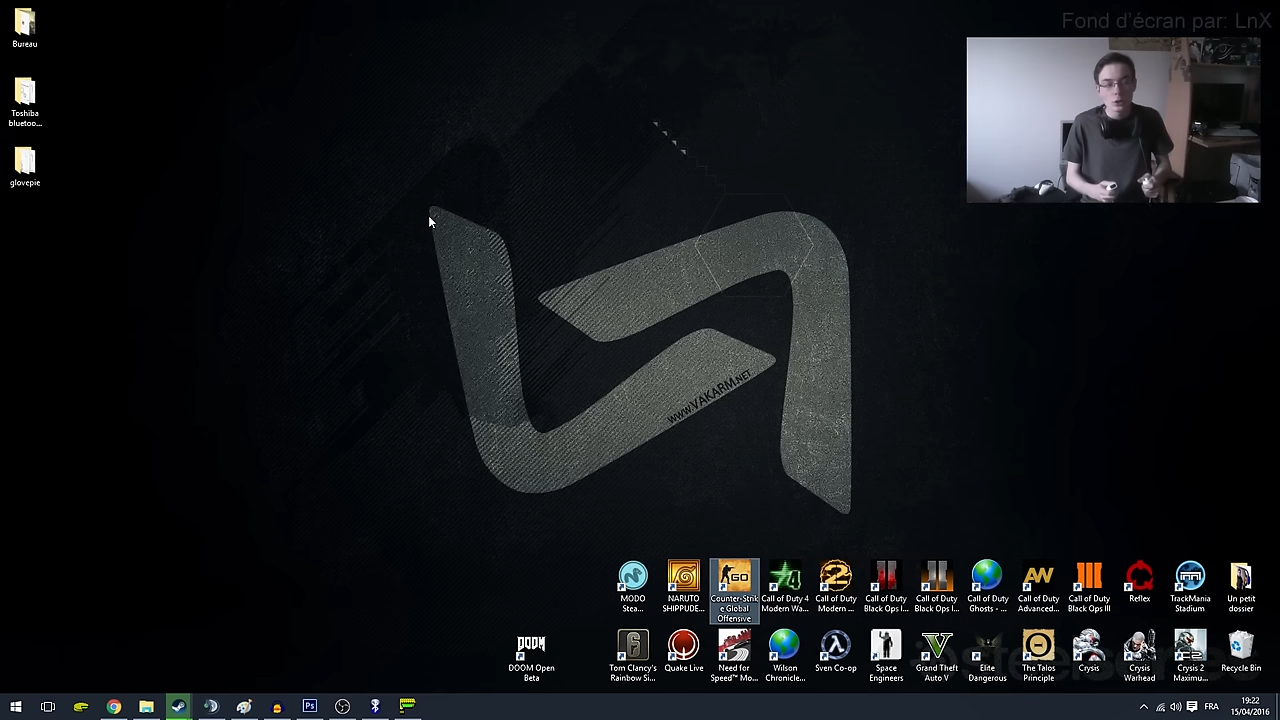 Fond d'écran par: LnX
Bureau
Toshiba
bluetoo...
glovepie
www.VAKARM.NET
MODO
Stea...
NARUTO
SHIPPUDE...
Counter-Strik
e Global
Offensive
Call of Duty 4
Modern Wa...
Call of Duty
Modern ...
Call of Duty
Black Ops I...
Call of Duty
Black Ops I...
Call of Duty
Ghosts - ...
Call of Duty
Advanced...
Call of Duty
Black Ops III
Reflex
TrackMania
Stadium
Un petit
dossier
DOOM
DOOM Open
Beta
Tom Clancy's
Rainbow Si...
Quake Live
Need for
Speed™ Mo...
Wilson
Chronicle...
Sven Co-op
Space
Engineers
Grand Theft
Auto V
Elite
Dangerous
The Talos
Principle
Crysis
Crysis
Warhead
Crysis 2
Maximu...
Recycle Bin
FRA
19:22
15/04/2016